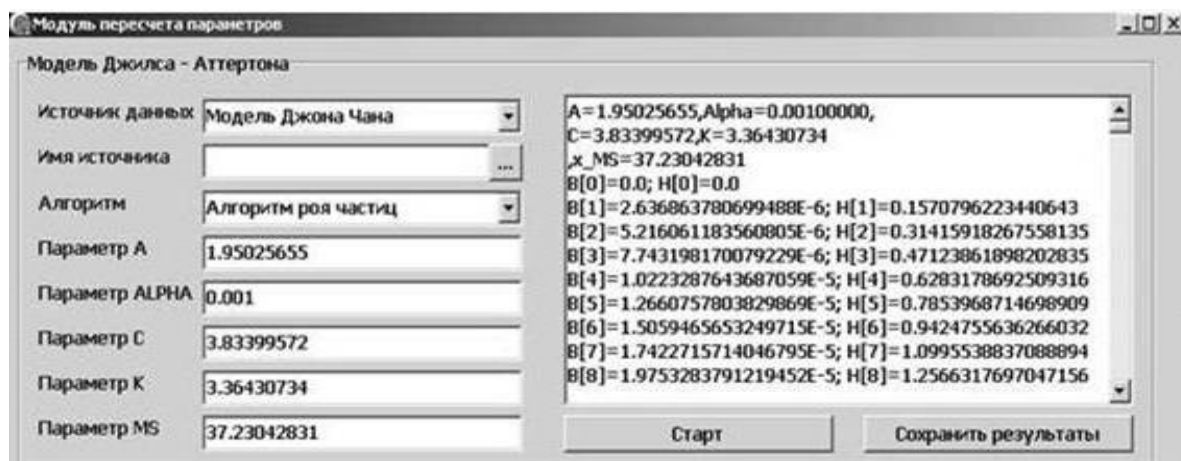 Модуль пересчета параметров
Модель Джилса - Аттертона
Источник данных
Модель Джона Чана
Имя источника
...
Алгоритм
Алгоритм роя частиц
Параметр A
1.95025655
Параметр ALPHA
0.001
Параметр C
3.83399572
Параметр K
3.36430734
Параметр MS
37.23042831
A=1.95025655,Alpha=0.00100000,
C=3.83399572,K=3.36430734
,x_MS=37.23042831
B[0]=0.0; H[0]=0.0
B[1]=2.636863780699488E-6; H[1]=0.15707963223440643
B[2]=5.216061183560805E-6; H[2]=0.31415918267558135
B[3]=7.743198170079229E-6; H[3]=0.47123861898202835
B[4]=1.0223287643687059E-5; H[4]=0.6283178692509316
B[5]=1.2660757803829869E-5; H[5]=0.7853968714698909
B[6]=1.5059465653249715E-5; H[6]=0.9424755636266032
B[7]=1.7422715714046795E-5; H[7]=1.0995538837088894
B[8]=1.9753283791219452E-5; H[8]=1.2566317697047156
Старт
Сохранить результаты